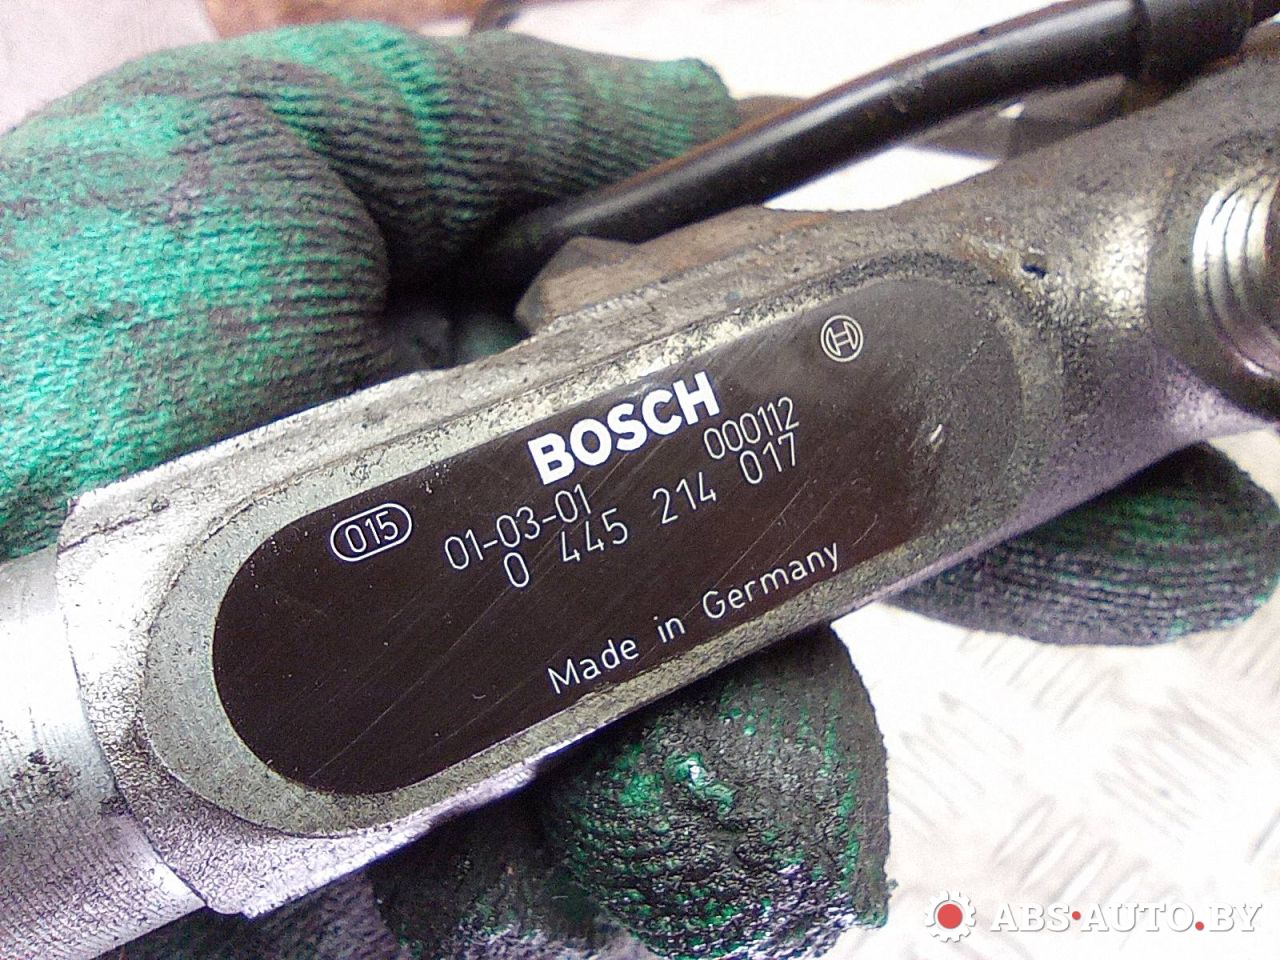 BOSCH
015 01-03-01 000112
0 445 214 017
Made in Germany
ABS-AUTO.BY